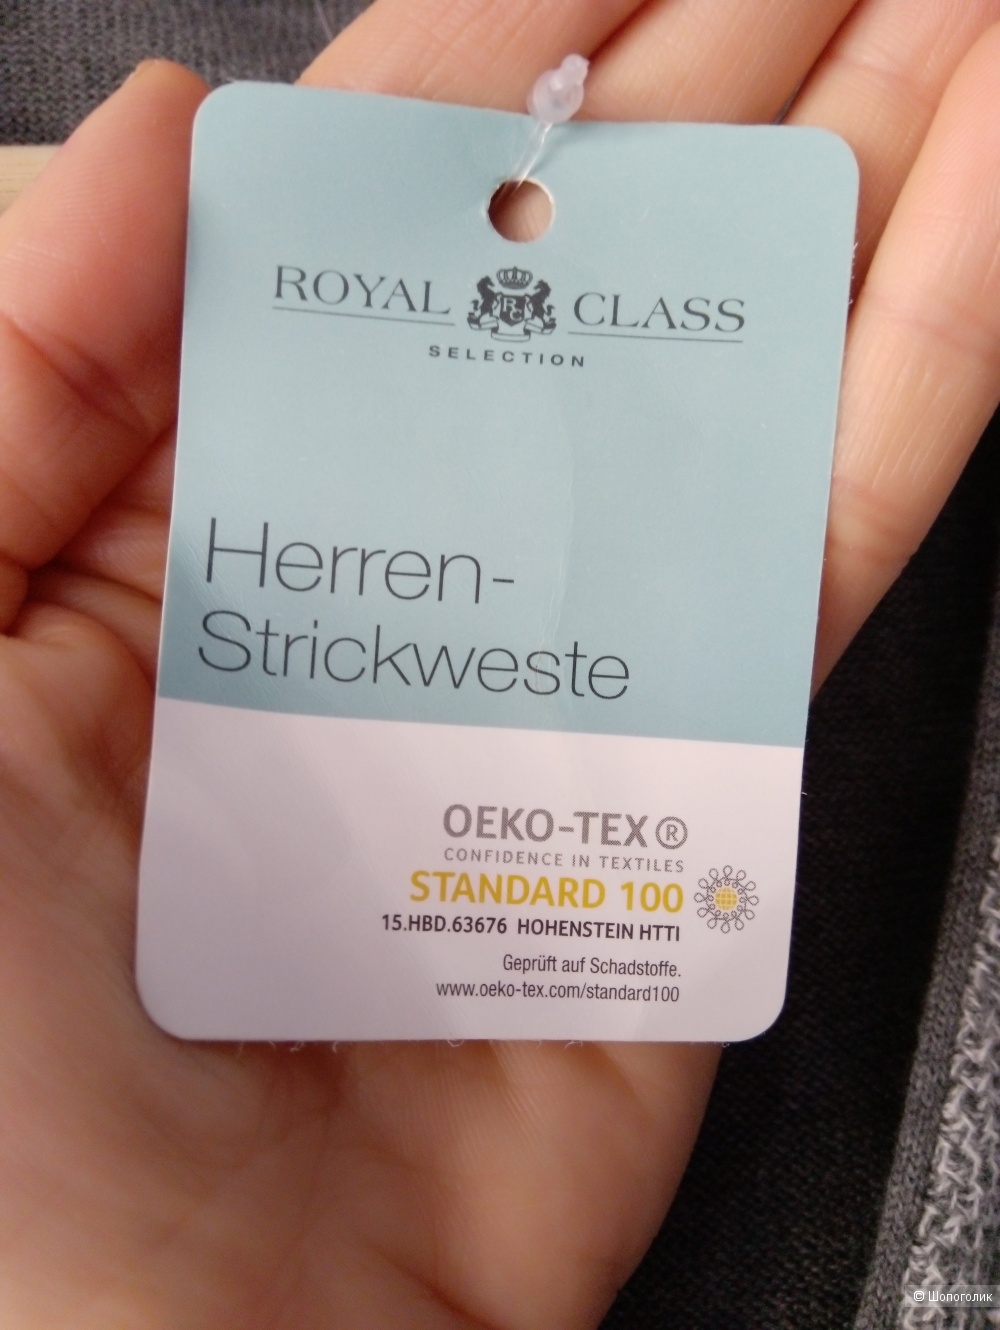 ROYAL CLASS
RC
SELECTION
Herren-
Strickweste
OEKO-TEX®
CONFIDENCE IN TEXTILES
STANDARD 100
15.HBD.63676 HOHENSTEIN HTTI
Geprüft auf Schadstoffe.
www.oeko-tex.com/standard100
© Шопоголик